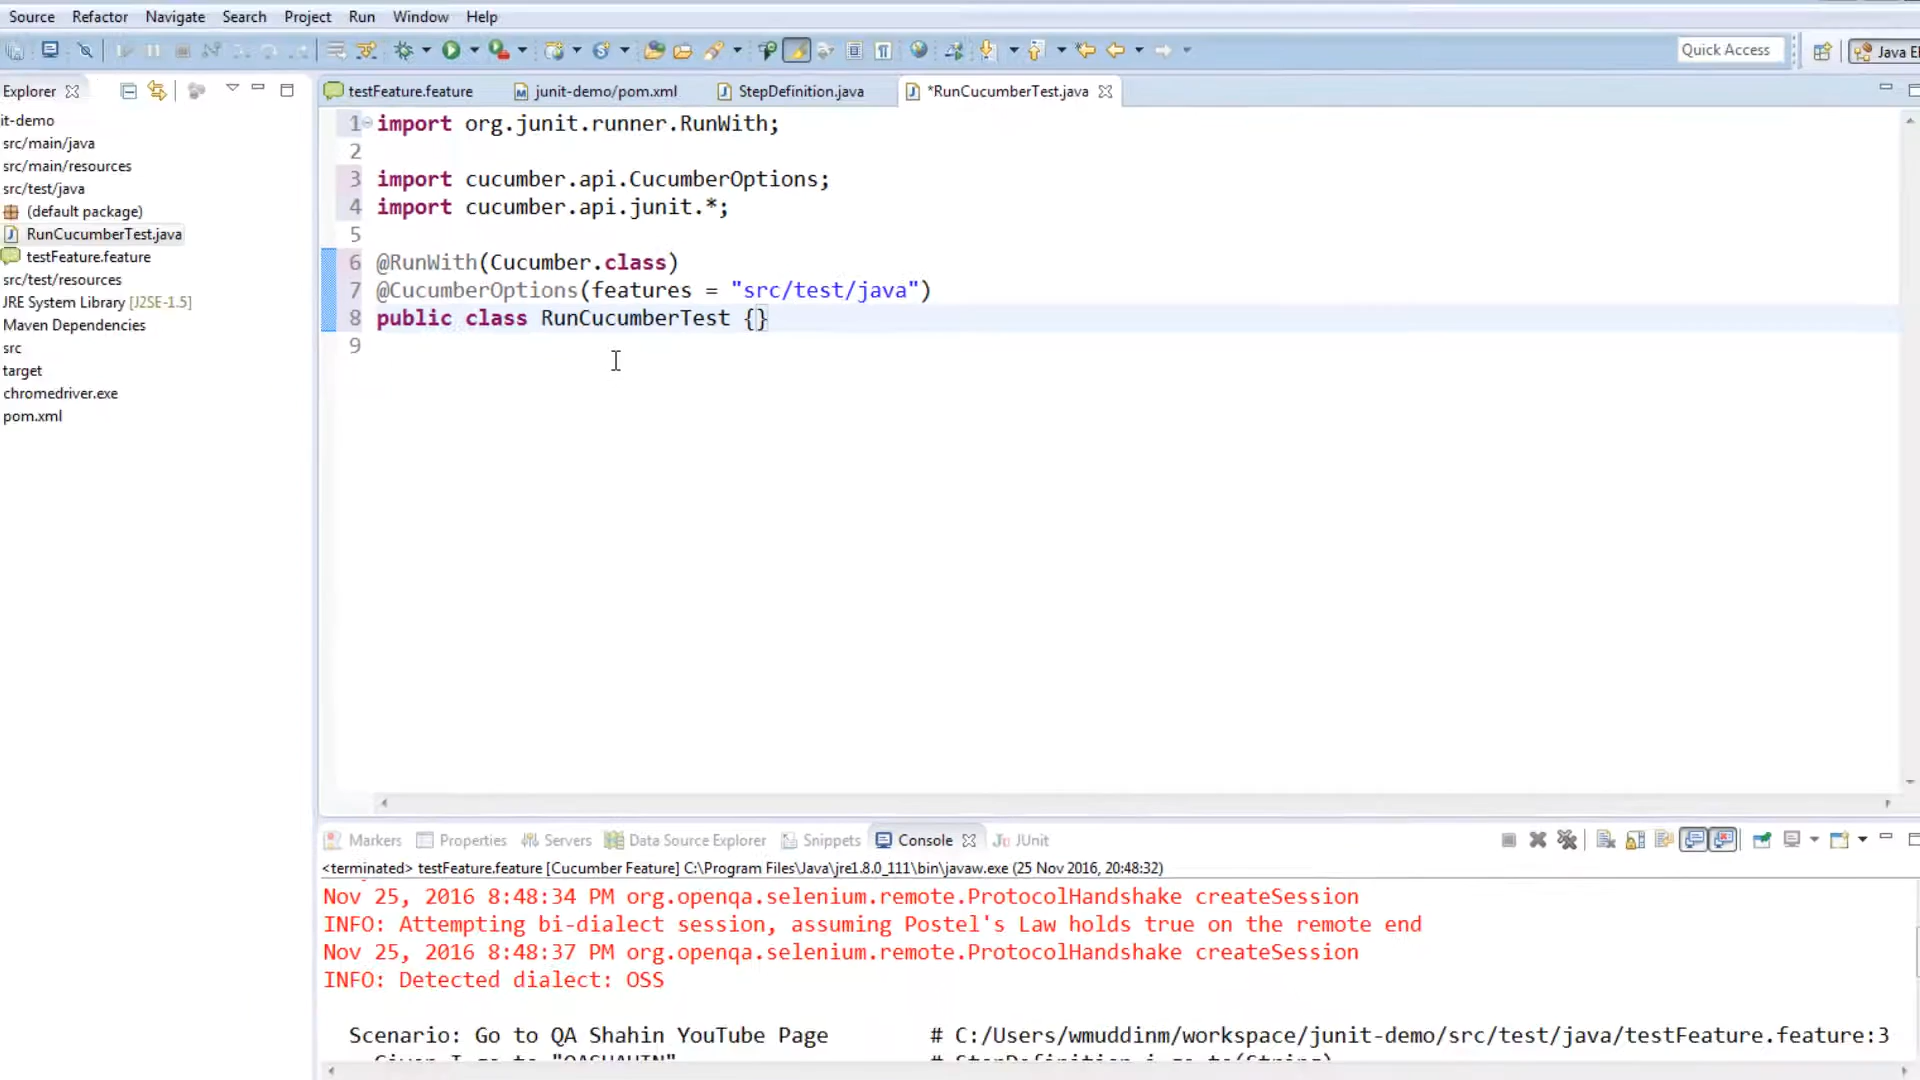 Source Refactor Navigate Search Project Run Window Help
Quick Access
Java E
Explorer
it-demo
src/main/java
src/main/resources
src/test/java
(default package)
RunCucumberTest.java
testFeature.feature
src/test/resources
JRE System Library [J2SE-1.5]
Maven Dependencies
src
target
chromedriver.exe
pom.xml
testFeature.feature junit-demo/pom.xml StepDefinition.java *RunCucumberTest.java
1 import org.junit.runner.RunWith;
2
3 import cucumber.api.CucumberOptions;
4 import cucumber.api.junit.*;
5
6 @RunWith(Cucumber.class)
7 @CucumberOptions(features = "src/test/java")
8 public class RunCucumberTest {}
9
Markers Properties Servers Data Source Explorer Snippets Console Ju JUnit
<terminated> testFeature.feature [Cucumber Feature] C:\Program Files\Java\jre1.8.0_111\bin\javaw.exe (25 Nov 2016, 20:48:32)
Nov 25, 2016 8:48:34 PM org.openqa.selenium.remote.ProtocolHandshake createSession
INFO: Attempting bi-dialect session, assuming Postel's Law holds true on the remote end
Nov 25, 2016 8:48:37 PM org.openqa.selenium.remote.ProtocolHandshake createSession
INFO: Detected dialect: OSS
Scenario: Go to QA Shahin YouTube Page # C:/Users/wmuddinm/workspace/junit-demo/src/test/java/testFeature.feature:3
Given I go to "QASHAHIN" # StepDefinition.i_go_to(String)